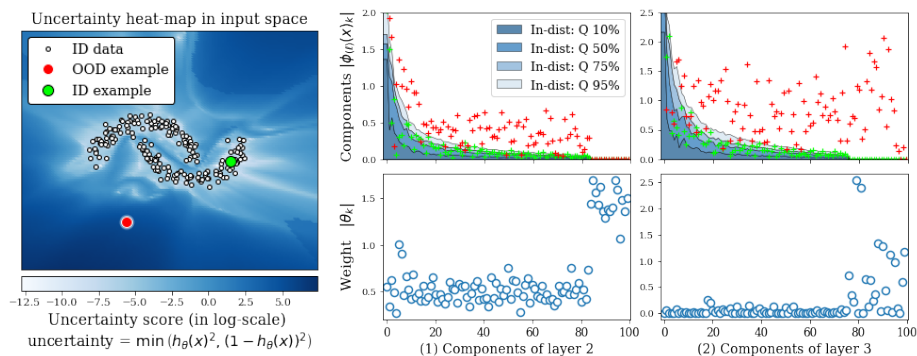 Uncertainty heat-map in input space
ID data
OOD example
ID example
−12.5 −10.0 −7.5 −5.0 −2.5 0.0 2.5 5.0
Uncertainty score (in log-scale)
uncertainty = min (h_θ(x)², (1 − h_θ(x))²)
Components |ϕ_(l)(x)_k|
2.0
1.5
1.0
0.5
0.0
In-dist: Q 10%
In-dist: Q 50%
In-dist: Q 75%
In-dist: Q 95%
2.5
2.0
1.5
1.0
0.5
0.0
Weight |θ_k|
1.5
1.0
0.5
0 20 40 60 80 100
(1) Components of layer 2
2.5
2.0
1.5
1.0
0.5
0.0
0 20 40 60 80 100
(2) Components of layer 3